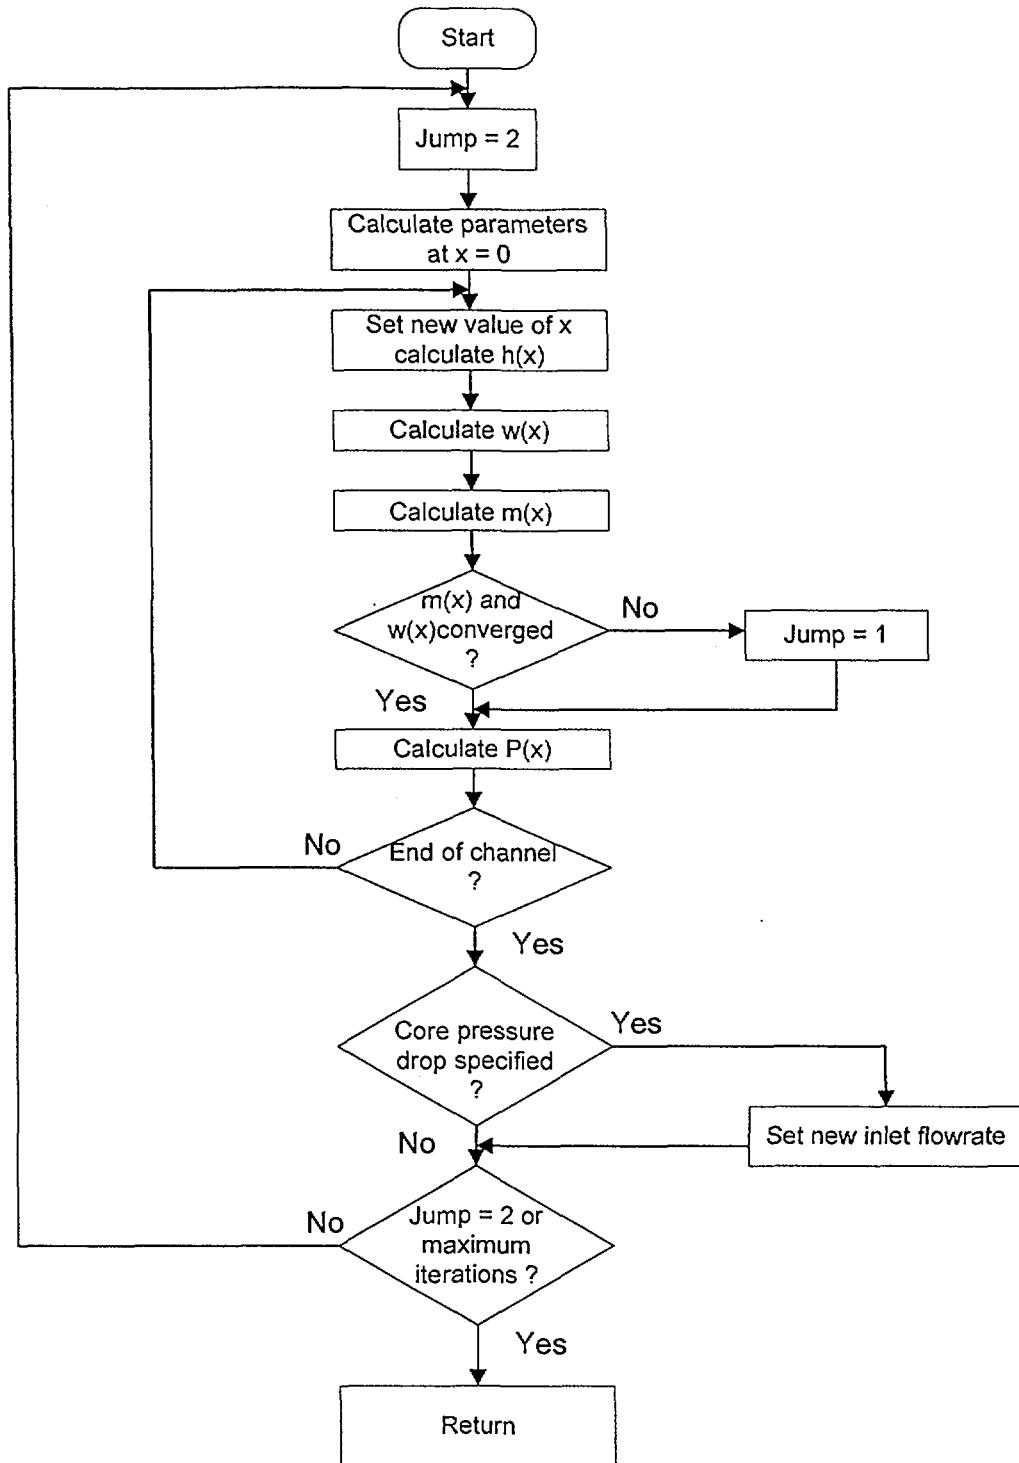 Start
Jump = 2
Calculate parameters
at x = 0
Set new value of x
calculate h(x)
Calculate w(x)
Calculate m(x)
m(x) and
w(x)converged
?
No
Jump = 1
Yes
Calculate P(x)
No
End of channel
?
Yes
Core pressure
drop specified
?
Yes
Set new inlet flowrate
No
No
Jump = 2 or
maximum
iterations ?
Yes
Return